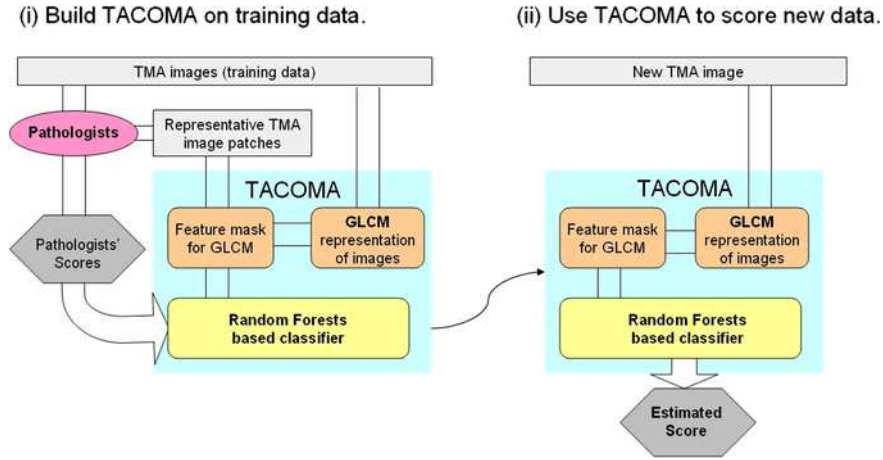 (i) Build TACOMA on training data.
TMA images (training data)
Pathologists
Representative TMA
image patches
TACOMA
Feature mask
for GLCM
GLCM
representation
of images
Pathologists'
Scores
Random Forests
based classifier
(ii) Use TACOMA to score new data.
New TMA image
TACOMA
Feature mask
for GLCM
GLCM
representation
of images
Random Forests
based classifier
Estimated
Score